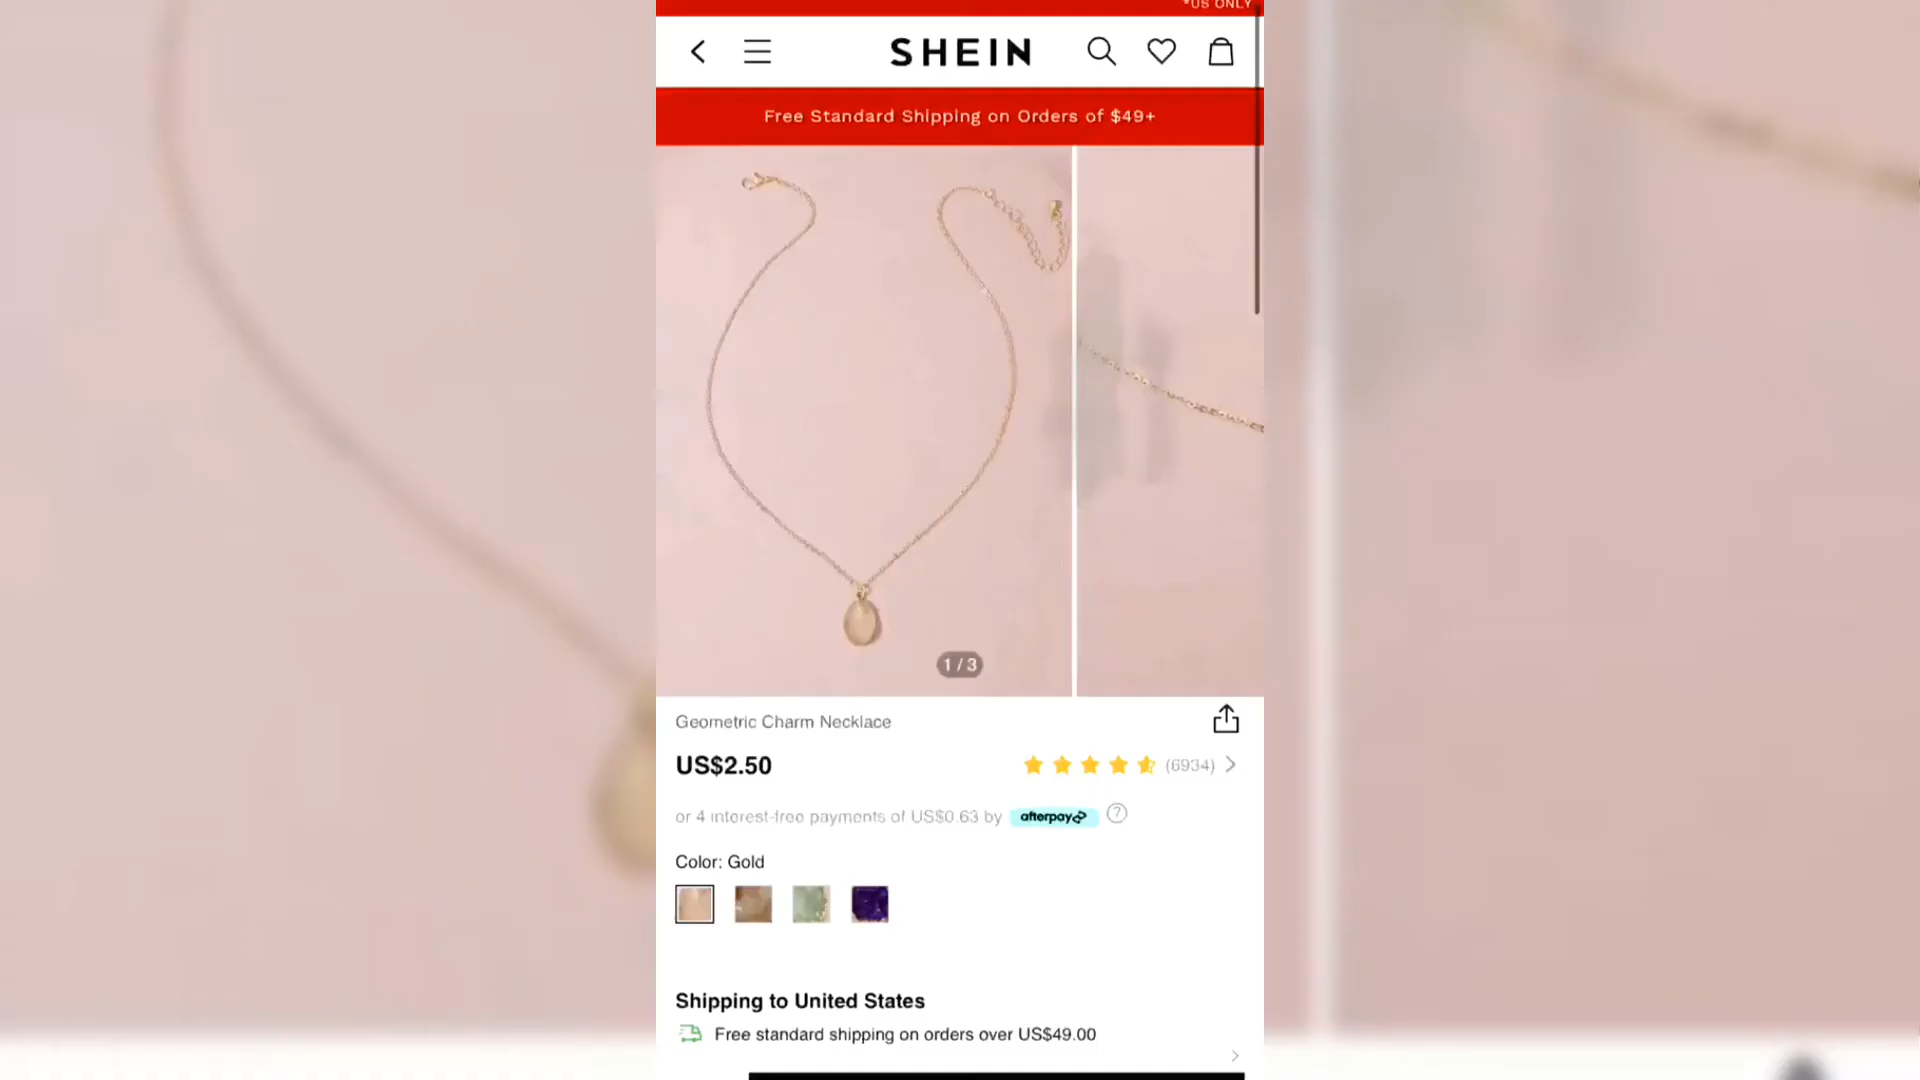 *US ONLY
SHEIN
Free Standard Shipping on Orders of $49+
1 / 3
Geometric Charm Necklace
US$2.50
(6934)
or 4 interest-free payments of US$0.63 by afterpay
?
Color: Gold
Shipping to United States
Free standard shipping on orders over US$49.00